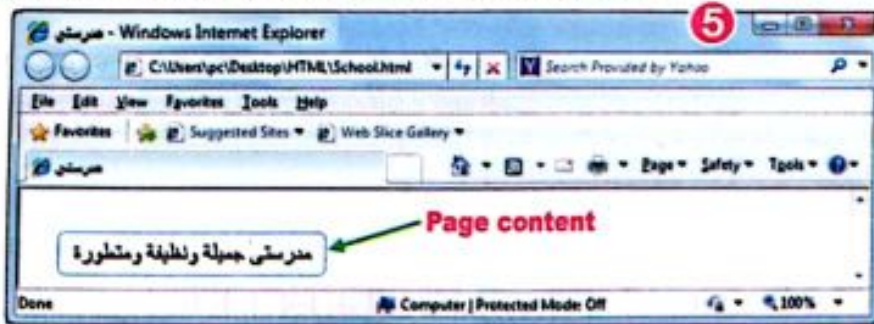 مدرستي - Windows Internet Explorer
5
C:\Users\pc\Desktop\HTML\School.html
Search Provided by Yahoo
File Edit View Favorites Tools Help
Favorites Suggested Sites Web Slice Gallery
مدرستي Page Safety Tools
Page content
مدرستى جميلة ونظيفة ومتطورة
Done Computer | Protected Mode: Off 100%